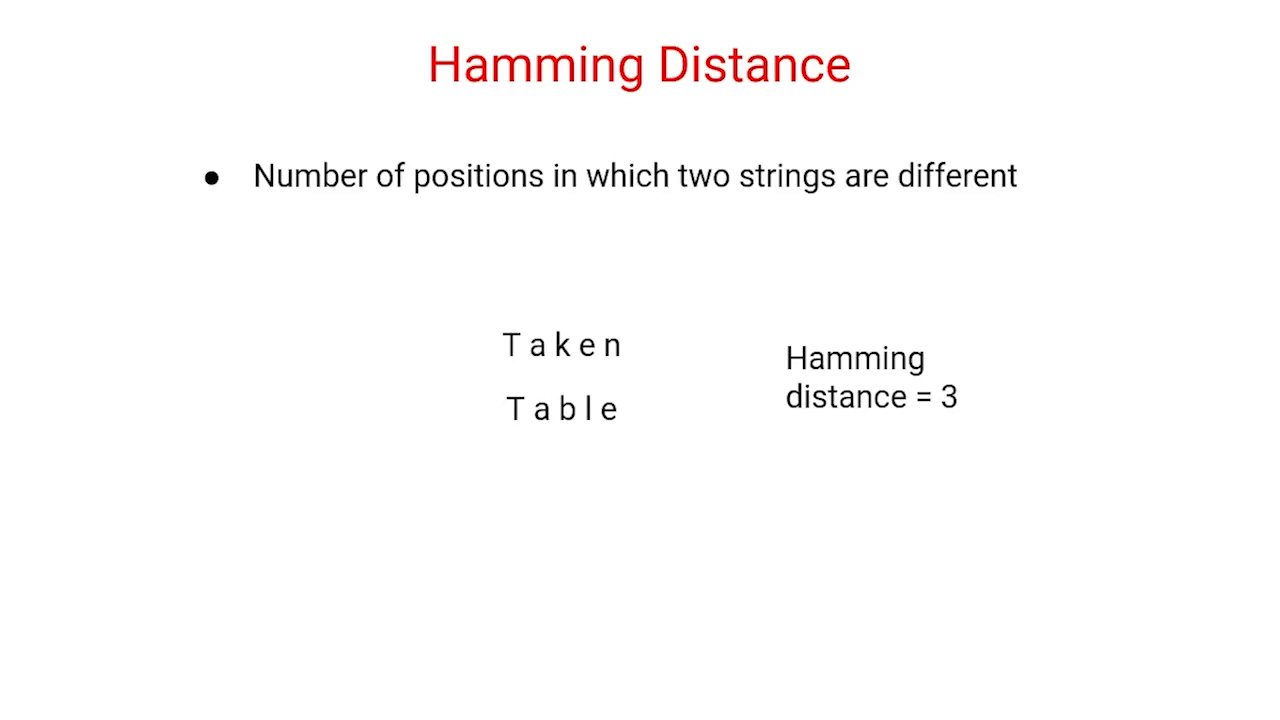 Hamming Distance
● Number of positions in which two strings are different
T a k e n
T a b l e
Hamming
distance = 3